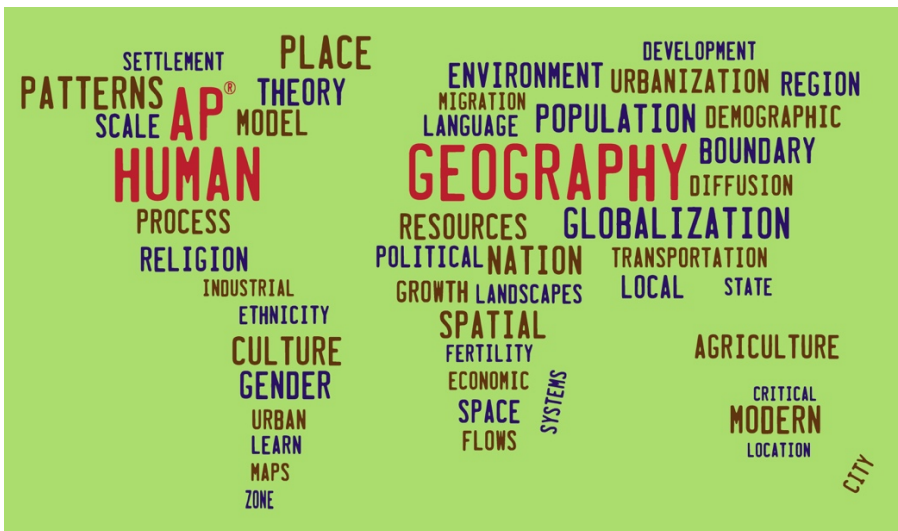 PLACE
SETTLEMENT
PATTERNS
AP®
THEORY
SCALE
MODEL
HUMAN
PROCESS
RELIGION
INDUSTRIAL
ETHNICITY
CULTURE
GENDER
URBAN
LEARN
MAPS
ZONE
DEVELOPMENT
ENVIRONMENT
URBANIZATION
REGION
MIGRATION
LANGUAGE
POPULATION
DEMOGRAPHIC
GEOGRAPHY
BOUNDARY
DIFFUSION
RESOURCES
GLOBALIZATION
POLITICAL
NATION
TRANSPORTATION
GROWTH
LANDSCAPES
LOCAL
STATE
SPATIAL
FERTILITY
ECONOMIC
SYSTEMS
SPACE
FLOWS
AGRICULTURE
CRITICAL
MODERN
LOCATION
CITY